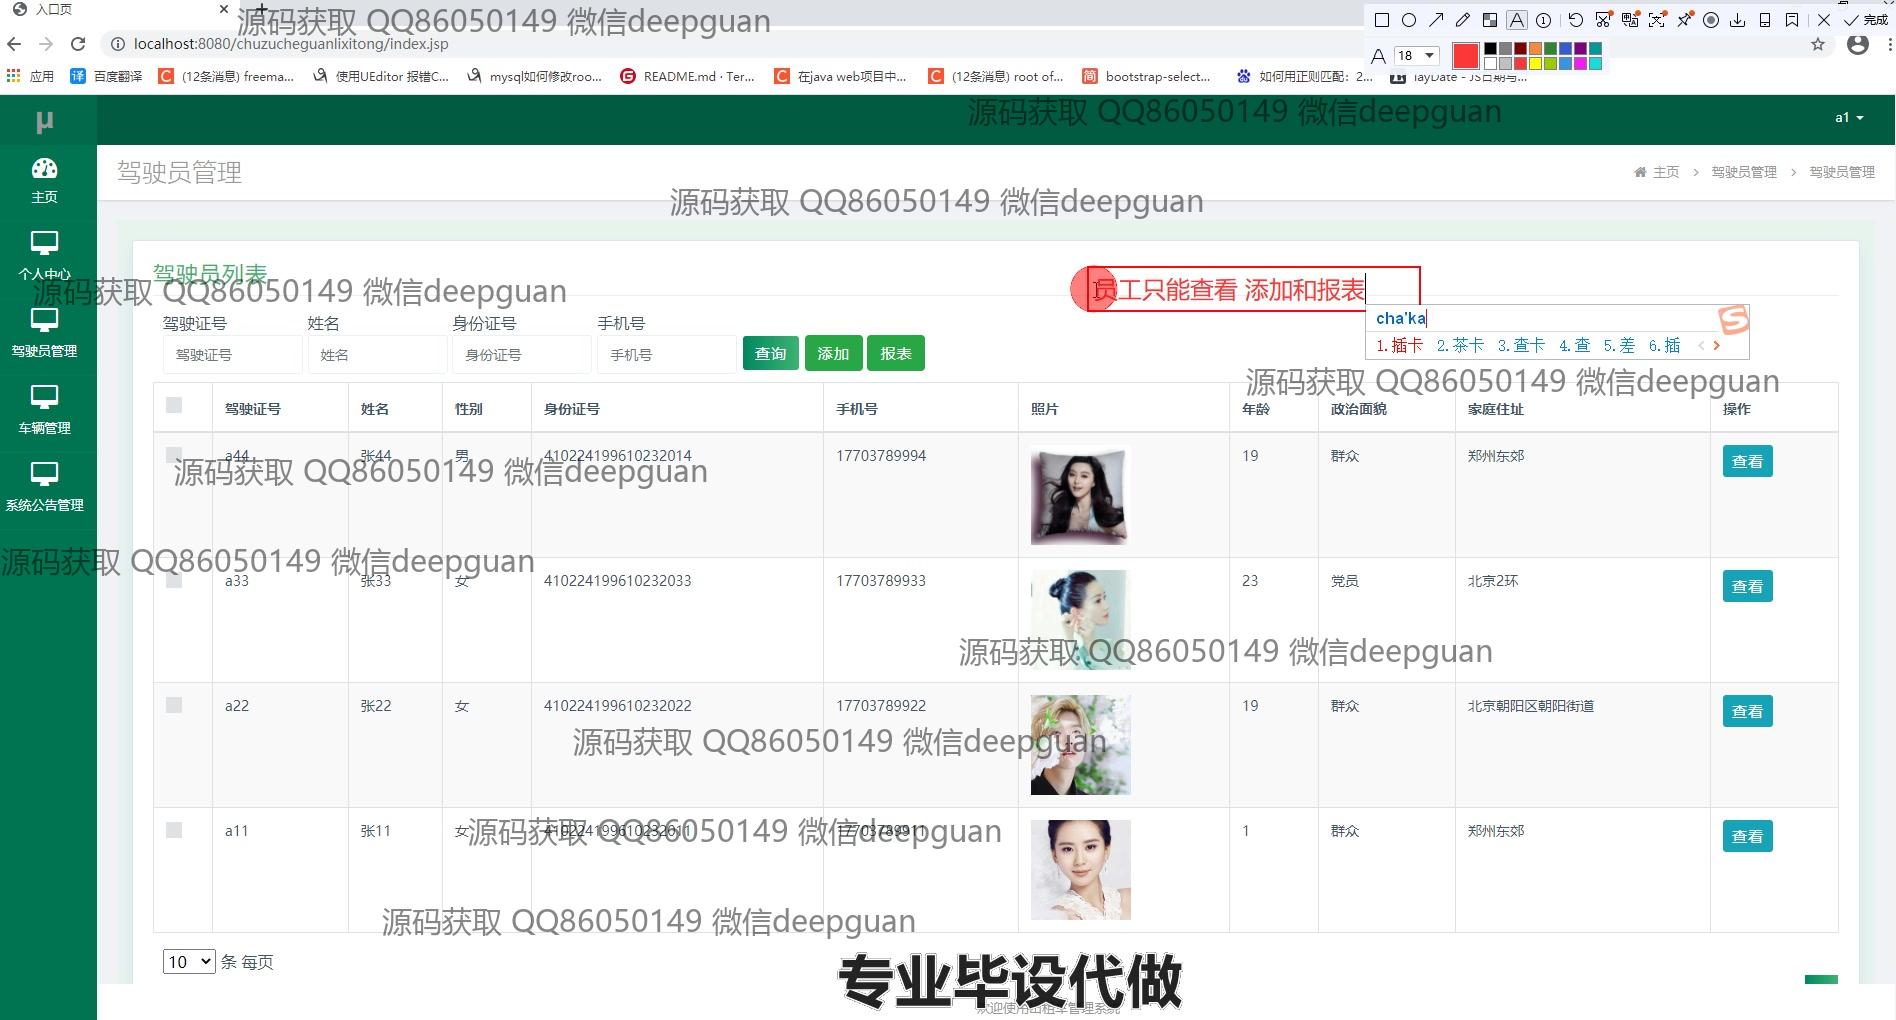 入口页
源码获取 QQ86050149 微信deepguan
完成
localhost:8080/chuzucheguanlixitong/index.jsp
A 18
应用 百度翻译 (12条消息) freema... 使用UEditor 报错C... mysql如何修改roo... README.md · Ter... 在java web项目中... (12条消息) root of... bootstrap-select... 如何用正则匹配：2... layDate - JS日期与...
μ
源码获取 QQ86050149 微信deepguan
a1
主页
驾驶员管理
主页 > 驾驶员管理 > 驾驶员管理
源码获取 QQ86050149 微信deepguan
个人中心
驾驶员列表
源码获取 QQ86050149 微信deepguan
员工只能查看 添加和报表
cha'ka
1.插卡 2.茶卡 3.查卡 4.查 5.差 6.插
驾驶证号 姓名 身份证号 手机号
驾驶证号 姓名 身份证号 手机号 查询 添加 报表
驾驶员管理
源码获取 QQ86050149 微信deepguan
驾驶证号 姓名 性别 身份证号 手机号 照片 年龄 政治面貌 家庭住址 操作
车辆管理
a44 张44 男 410224199610232014 17703789994 19 群众 郑州东郊 查看
源码获取 QQ86050149 微信deepguan
系统公告管理
源码获取 QQ86050149 微信deepguan
a33 张33 女 410224199610232033 17703789933 23 党员 北京2环 查看
源码获取 QQ86050149 微信deepguan
a22 张22 女 410224199610232022 17703789922 19 群众 北京朝阳区朝阳街道 查看
源码获取 QQ86050149 微信deepguan
a11 张11 女 410224199610232011 17703789911 1 群众 郑州东郊 查看
源码获取 QQ86050149 微信deepguan
源码获取 QQ86050149 微信deepguan
10 条 每页
专业毕设代做
欢迎使用出租车管理系统